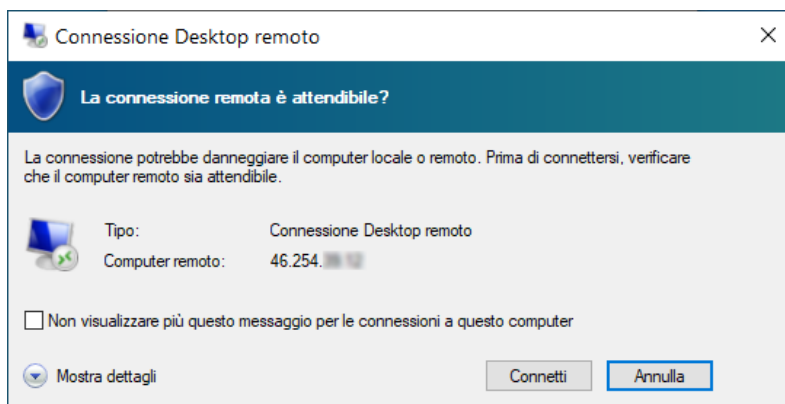 Connessione Desktop remoto
La connessione remota è attendibile?
La connessione potrebbe danneggiare il computer locale o remoto. Prima di connettersi, verificare
che il computer remoto sia attendibile.
Tipo: Connessione Desktop remoto
Computer remoto: 46.254.
Non visualizzare più questo messaggio per le connessioni a questo computer
Mostra dettagli Connetti Annulla